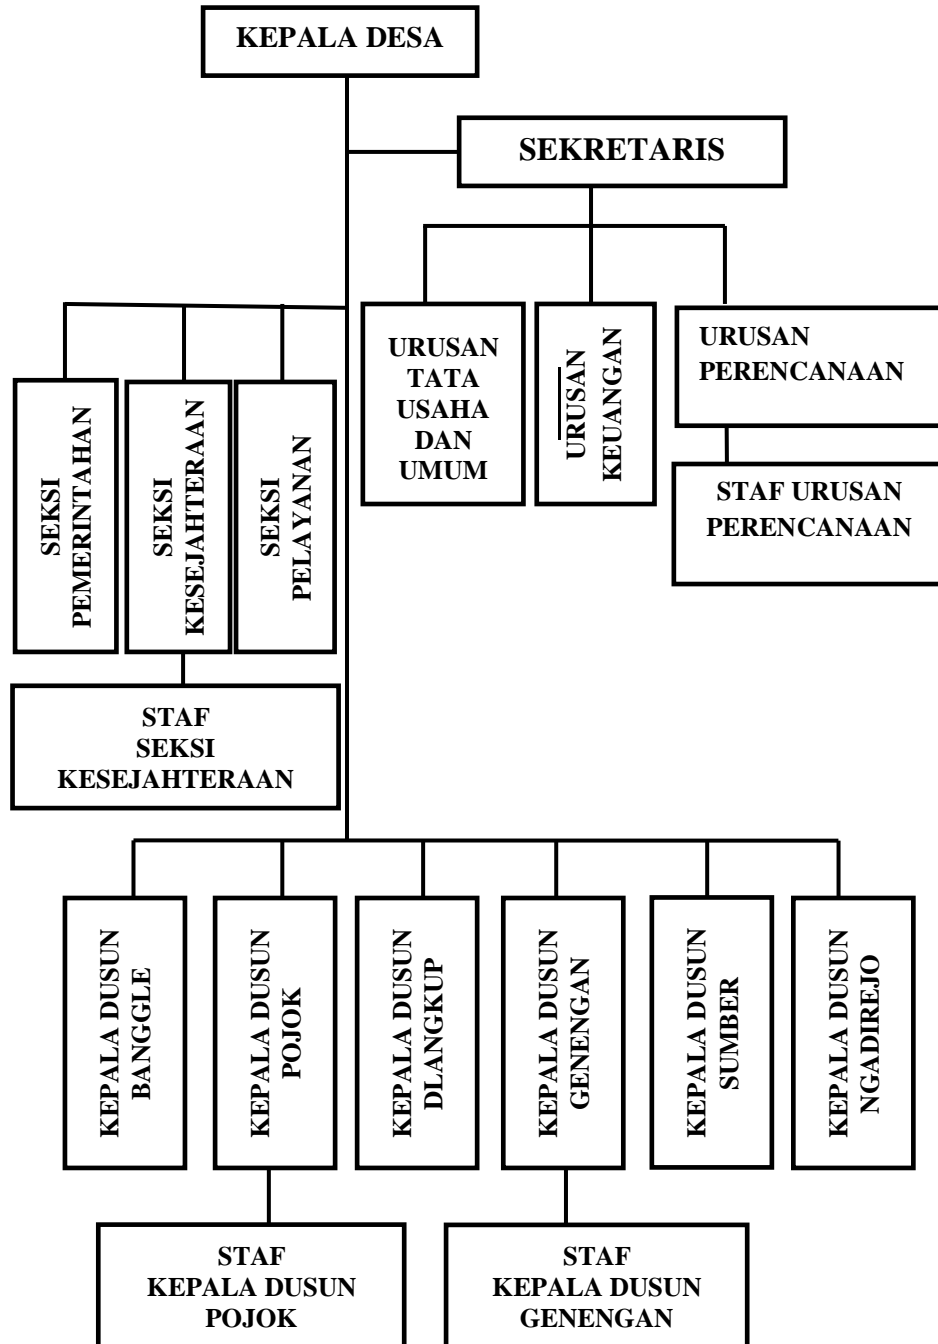 KEPALA DESA
SEKRETARIS
URUSAN
TATA
USAHA
DAN
UMUM
URUSAN
KEUANGAN
URUSAN
PERENCANAAN
STAF URUSAN
PERENCANAAN
SEKSI
PEMERINTAHAN
SEKSI
KESEJAHTERAAN
SEKSI
PELAYANAN
STAF
SEKSI
KESEJAHTERAAN
KEPALA DUSUN
BANGGLE
KEPALA DUSUN
POJOK
KEPALA DUSUN
DLANGKUP
KEPALA DUSUN
GENENGAN
KEPALA DUSUN
SUMBER
KEPALA DUSUN
NGADIREJO
STAF
KEPALA DUSUN
POJOK
STAF
KEPALA DUSUN
GENENGAN